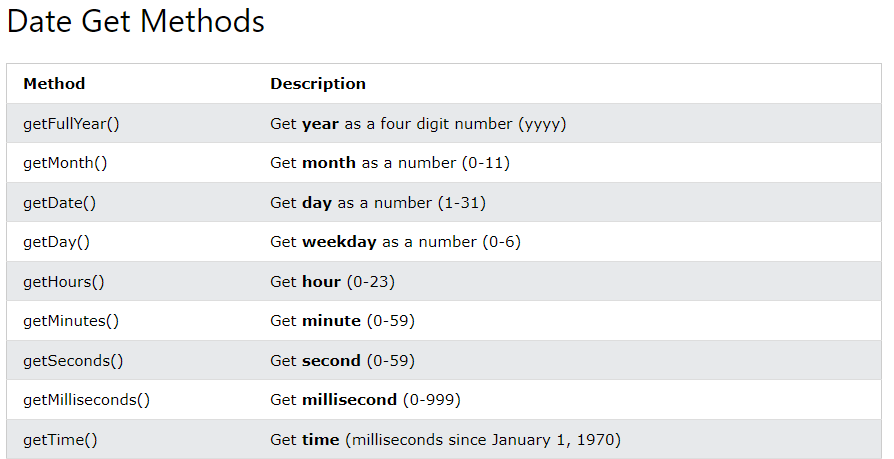 Date Get Methods
Method Description
getFullYear() Get year as a four digit number (yyyy)
getMonth() Get month as a number (0-11)
getDate() Get day as a number (1-31)
getDay() Get weekday as a number (0-6)
getHours() Get hour (0-23)
getMinutes() Get minute (0-59)
getSeconds() Get second (0-59)
getMilliseconds() Get millisecond (0-999)
getTime() Get time (milliseconds since January 1, 1970)